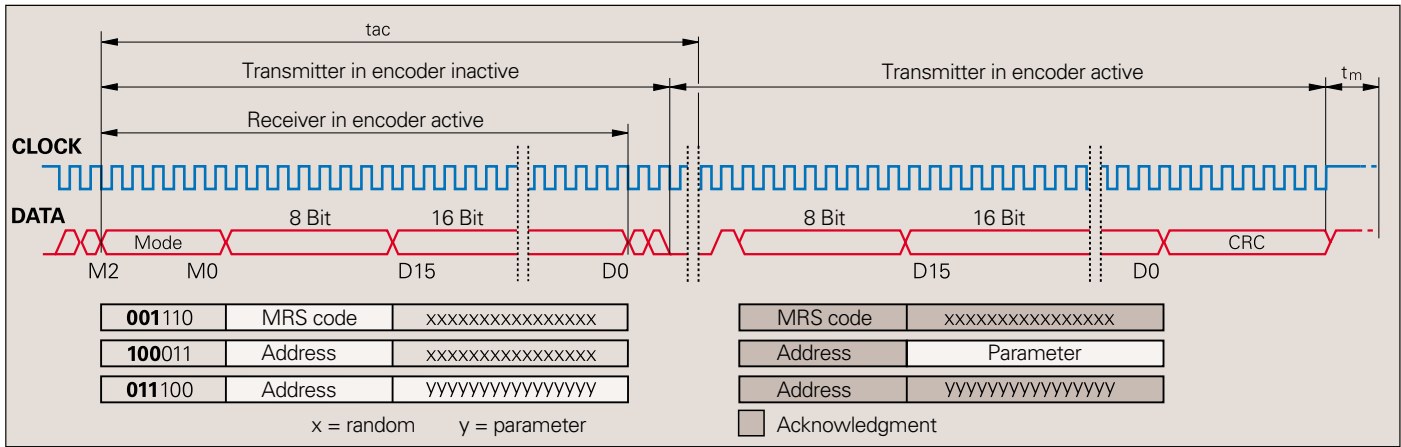 tac
Transmitter in encoder inactive Transmitter in encoder active tm
Receiver in encoder active
CLOCK
DATA 8 Bit 16 Bit 8 Bit 16 Bit
Mode CRC
M2 M0 D15 D0 D15 D0
001110 MRS code xxxxxxxxxxxxxxxx MRS code xxxxxxxxxxxxxxxx
100011 Address xxxxxxxxxxxxxxxx Address Parameter
011100 Address yyyyyyyyyyyyyyyy Address yyyyyyyyyyyyyyyy
x = random y = parameter Acknowledgment